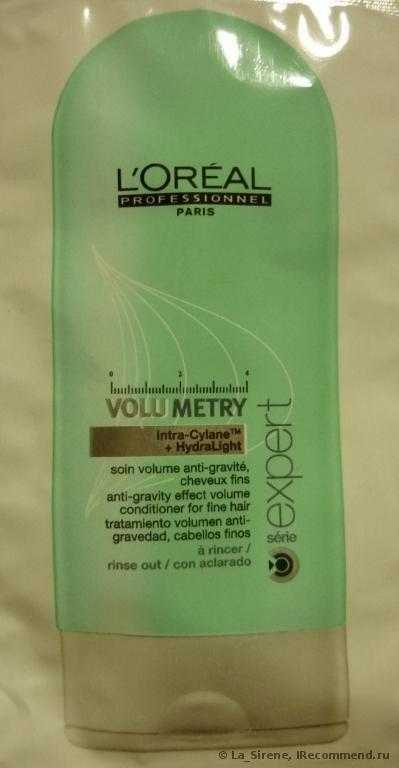 L'ORÉAL
PROFESSIONNEL
PARIS
0 2 4
VOLUMETRY
Intra-Cylane™
+ HydraLight
soin volume anti-gravité,
cheveux fins
anti-gravity effect volume
conditioner for fine hair
tratamiento volumen anti-
gravedad, cabellos finos
à rincer /
rinse out / con aclarado
série expert
© La_Sirene, IRecommend.ru